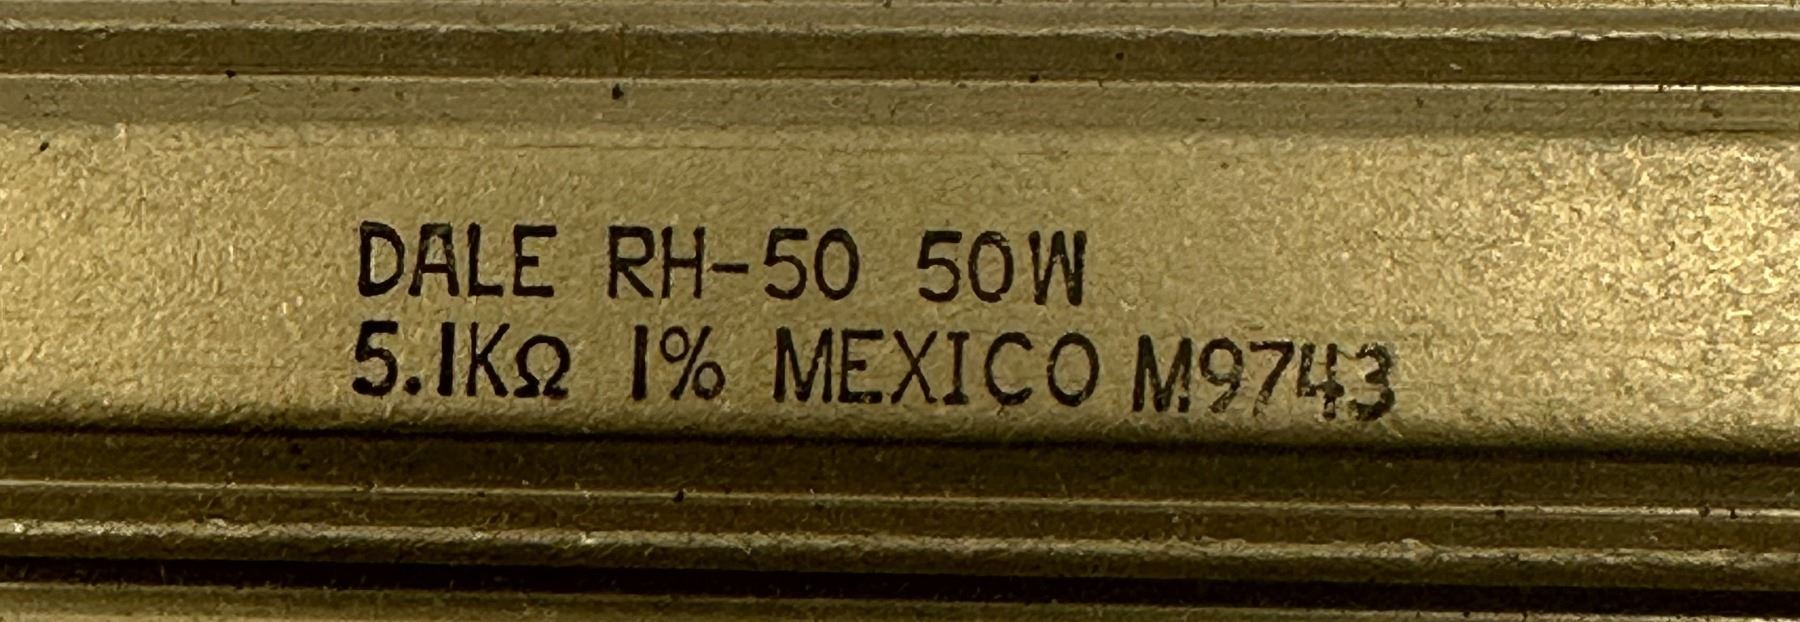 DALE RH-50 50W
5.1KΩ 1% MEXICO M9743